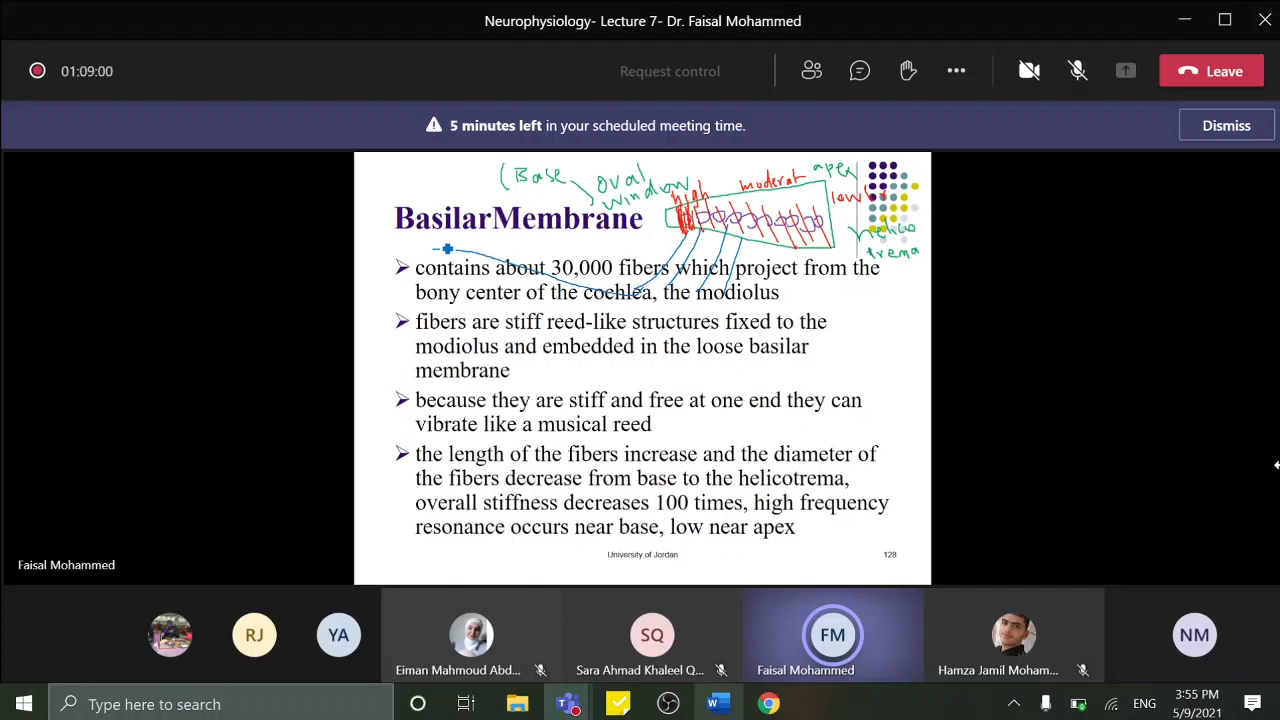 Neurophysiology- Lecture 7- Dr. Faisal Mohammed
01:09:00
Request control
Leave
5 minutes left in your scheduled meeting time.
Dismiss
(Base
oval
window
high
moderat
apex
low
helico
trema
BasilarMembrane
contains about 30,000 fibers which project from the
bony center of the cochlea, the modiolus
fibers are stiff reed-like structures fixed to the
modiolus and embedded in the loose basilar
membrane
because they are stiff and free at one end they can
vibrate like a musical reed
the length of the fibers increase and the diameter of
the fibers decrease from base to the helicotrema,
overall stiffness decreases 100 times, high frequency
resonance occurs near base, low near apex
University of Jordan
128
Faisal Mohammed
RJ
YA
SQ
FM
NM
Eiman Mahmoud Abd...
Sara Ahmad Khaleel Q...
Faisal Mohammed
Hamza Jamil Moham...
Type here to search
ENG
3:55 PM
5/9/2021